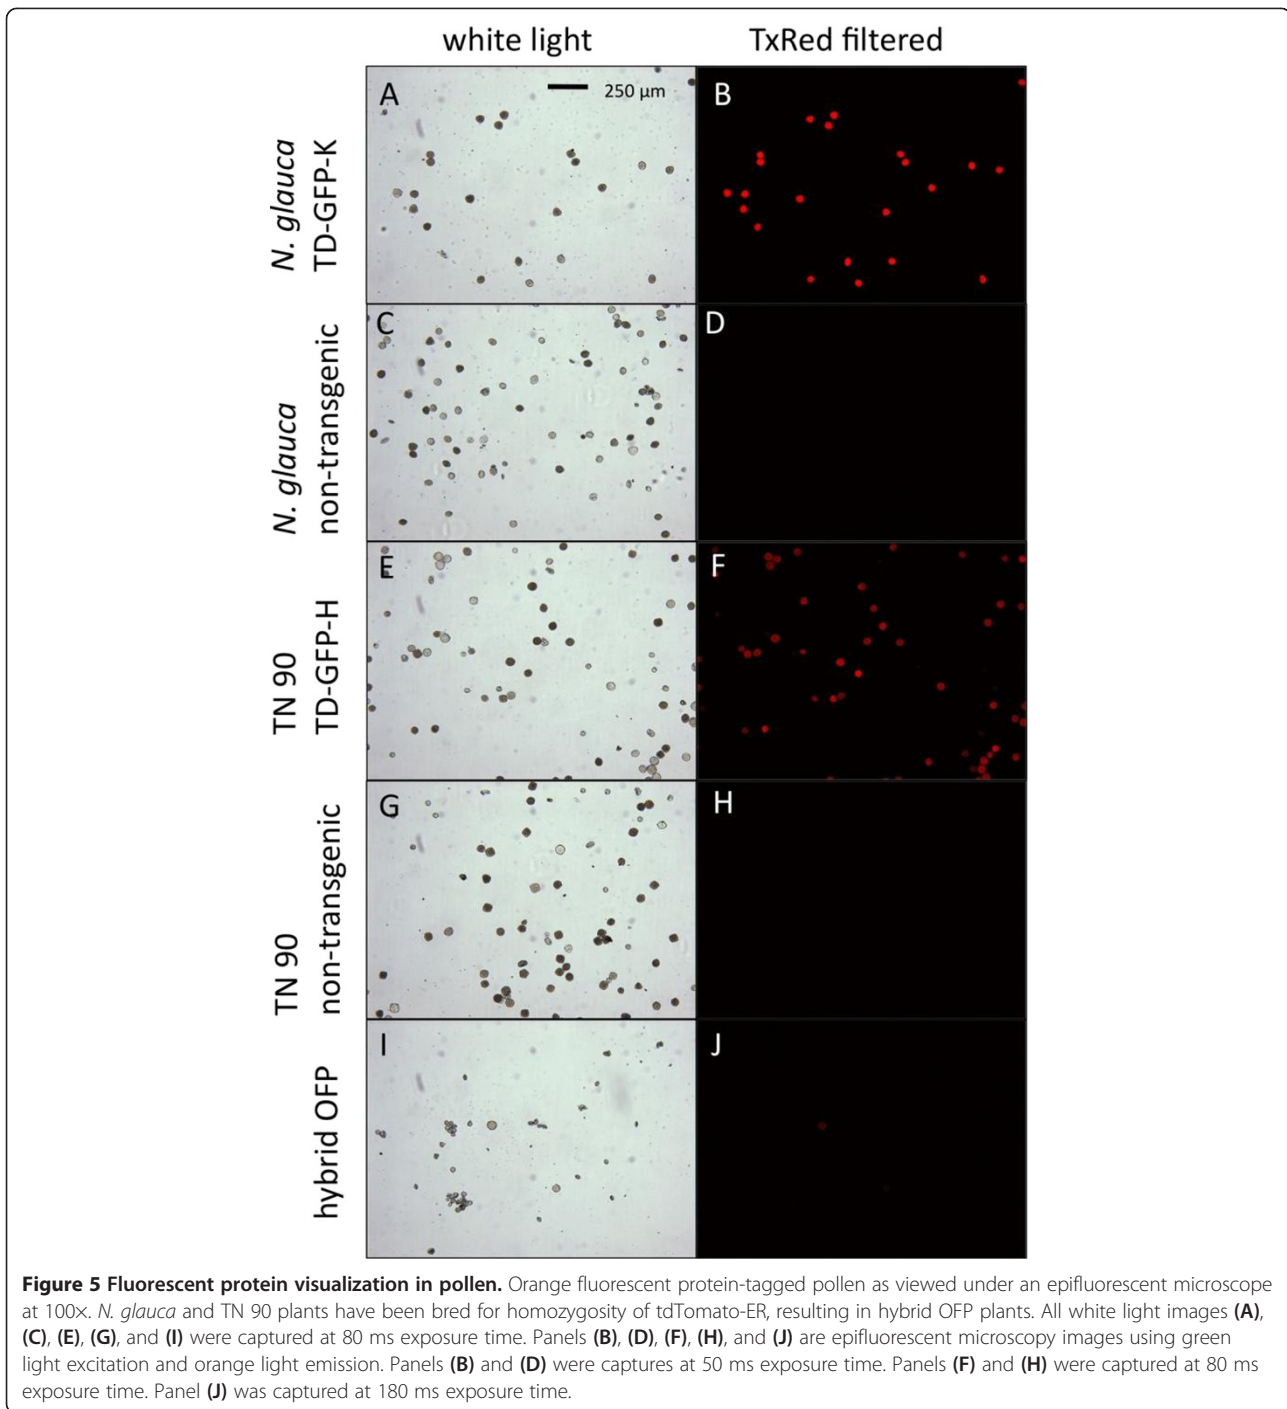 white light TxRed filtered
A 250 µm B
N. glauca
TD-GFP-K
C D
N. glauca
non-transgenic
E F
TN 90
TD-GFP-H
G H
TN 90
non-transgenic
I J
hybrid OFP
Figure 5 Fluorescent protein visualization in pollen. Orange fluorescent protein-tagged pollen as viewed under an epifluorescent microscope
at 100×. N. glauca and TN 90 plants have been bred for homozygosity of tdTomato-ER, resulting in hybrid OFP plants. All white light images (A),
(C), (E), (G), and (I) were captured at 80 ms exposure time. Panels (B), (D), (F), (H), and (J) are epifluorescent microscopy images using green
light excitation and orange light emission. Panels (B) and (D) were captures at 50 ms exposure time. Panels (F) and (H) were captured at 80 ms
exposure time. Panel (J) was captured at 180 ms exposure time.